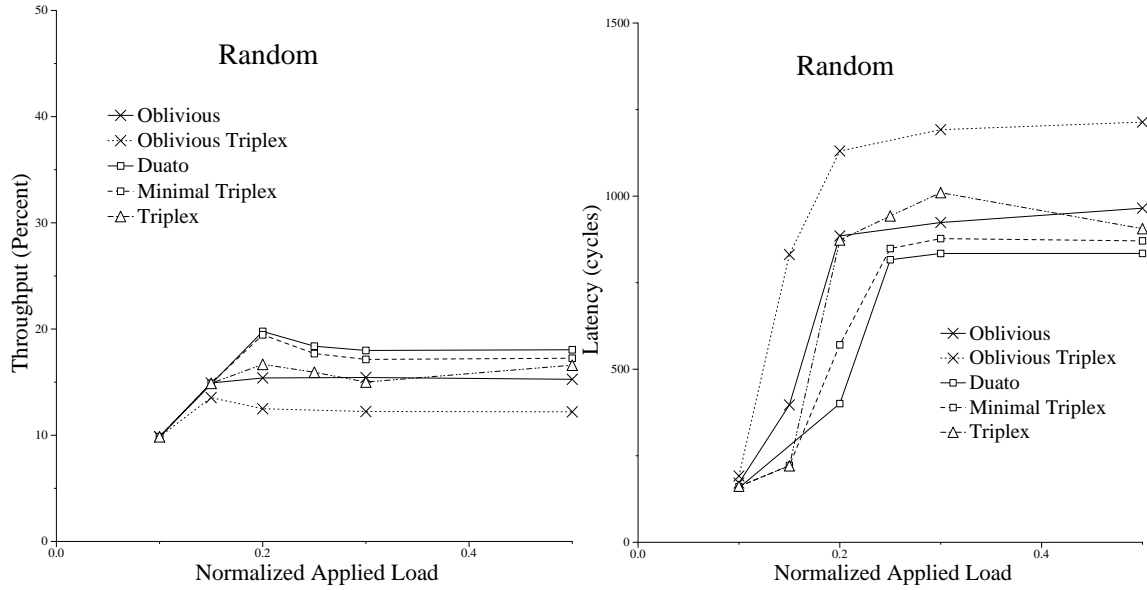 50
40
30
20
10
0
0.0
0.2
0.4
Throughput (Percent)
Normalized Applied Load
Random
Oblivious
Oblivious Triplex
Duato
Minimal Triplex
Triplex
1500
1000
500
0
0.0
0.2
0.4
Latency (cycles)
Normalized Applied Load
Random
Oblivious
Oblivious Triplex
Duato
Minimal Triplex
Triplex